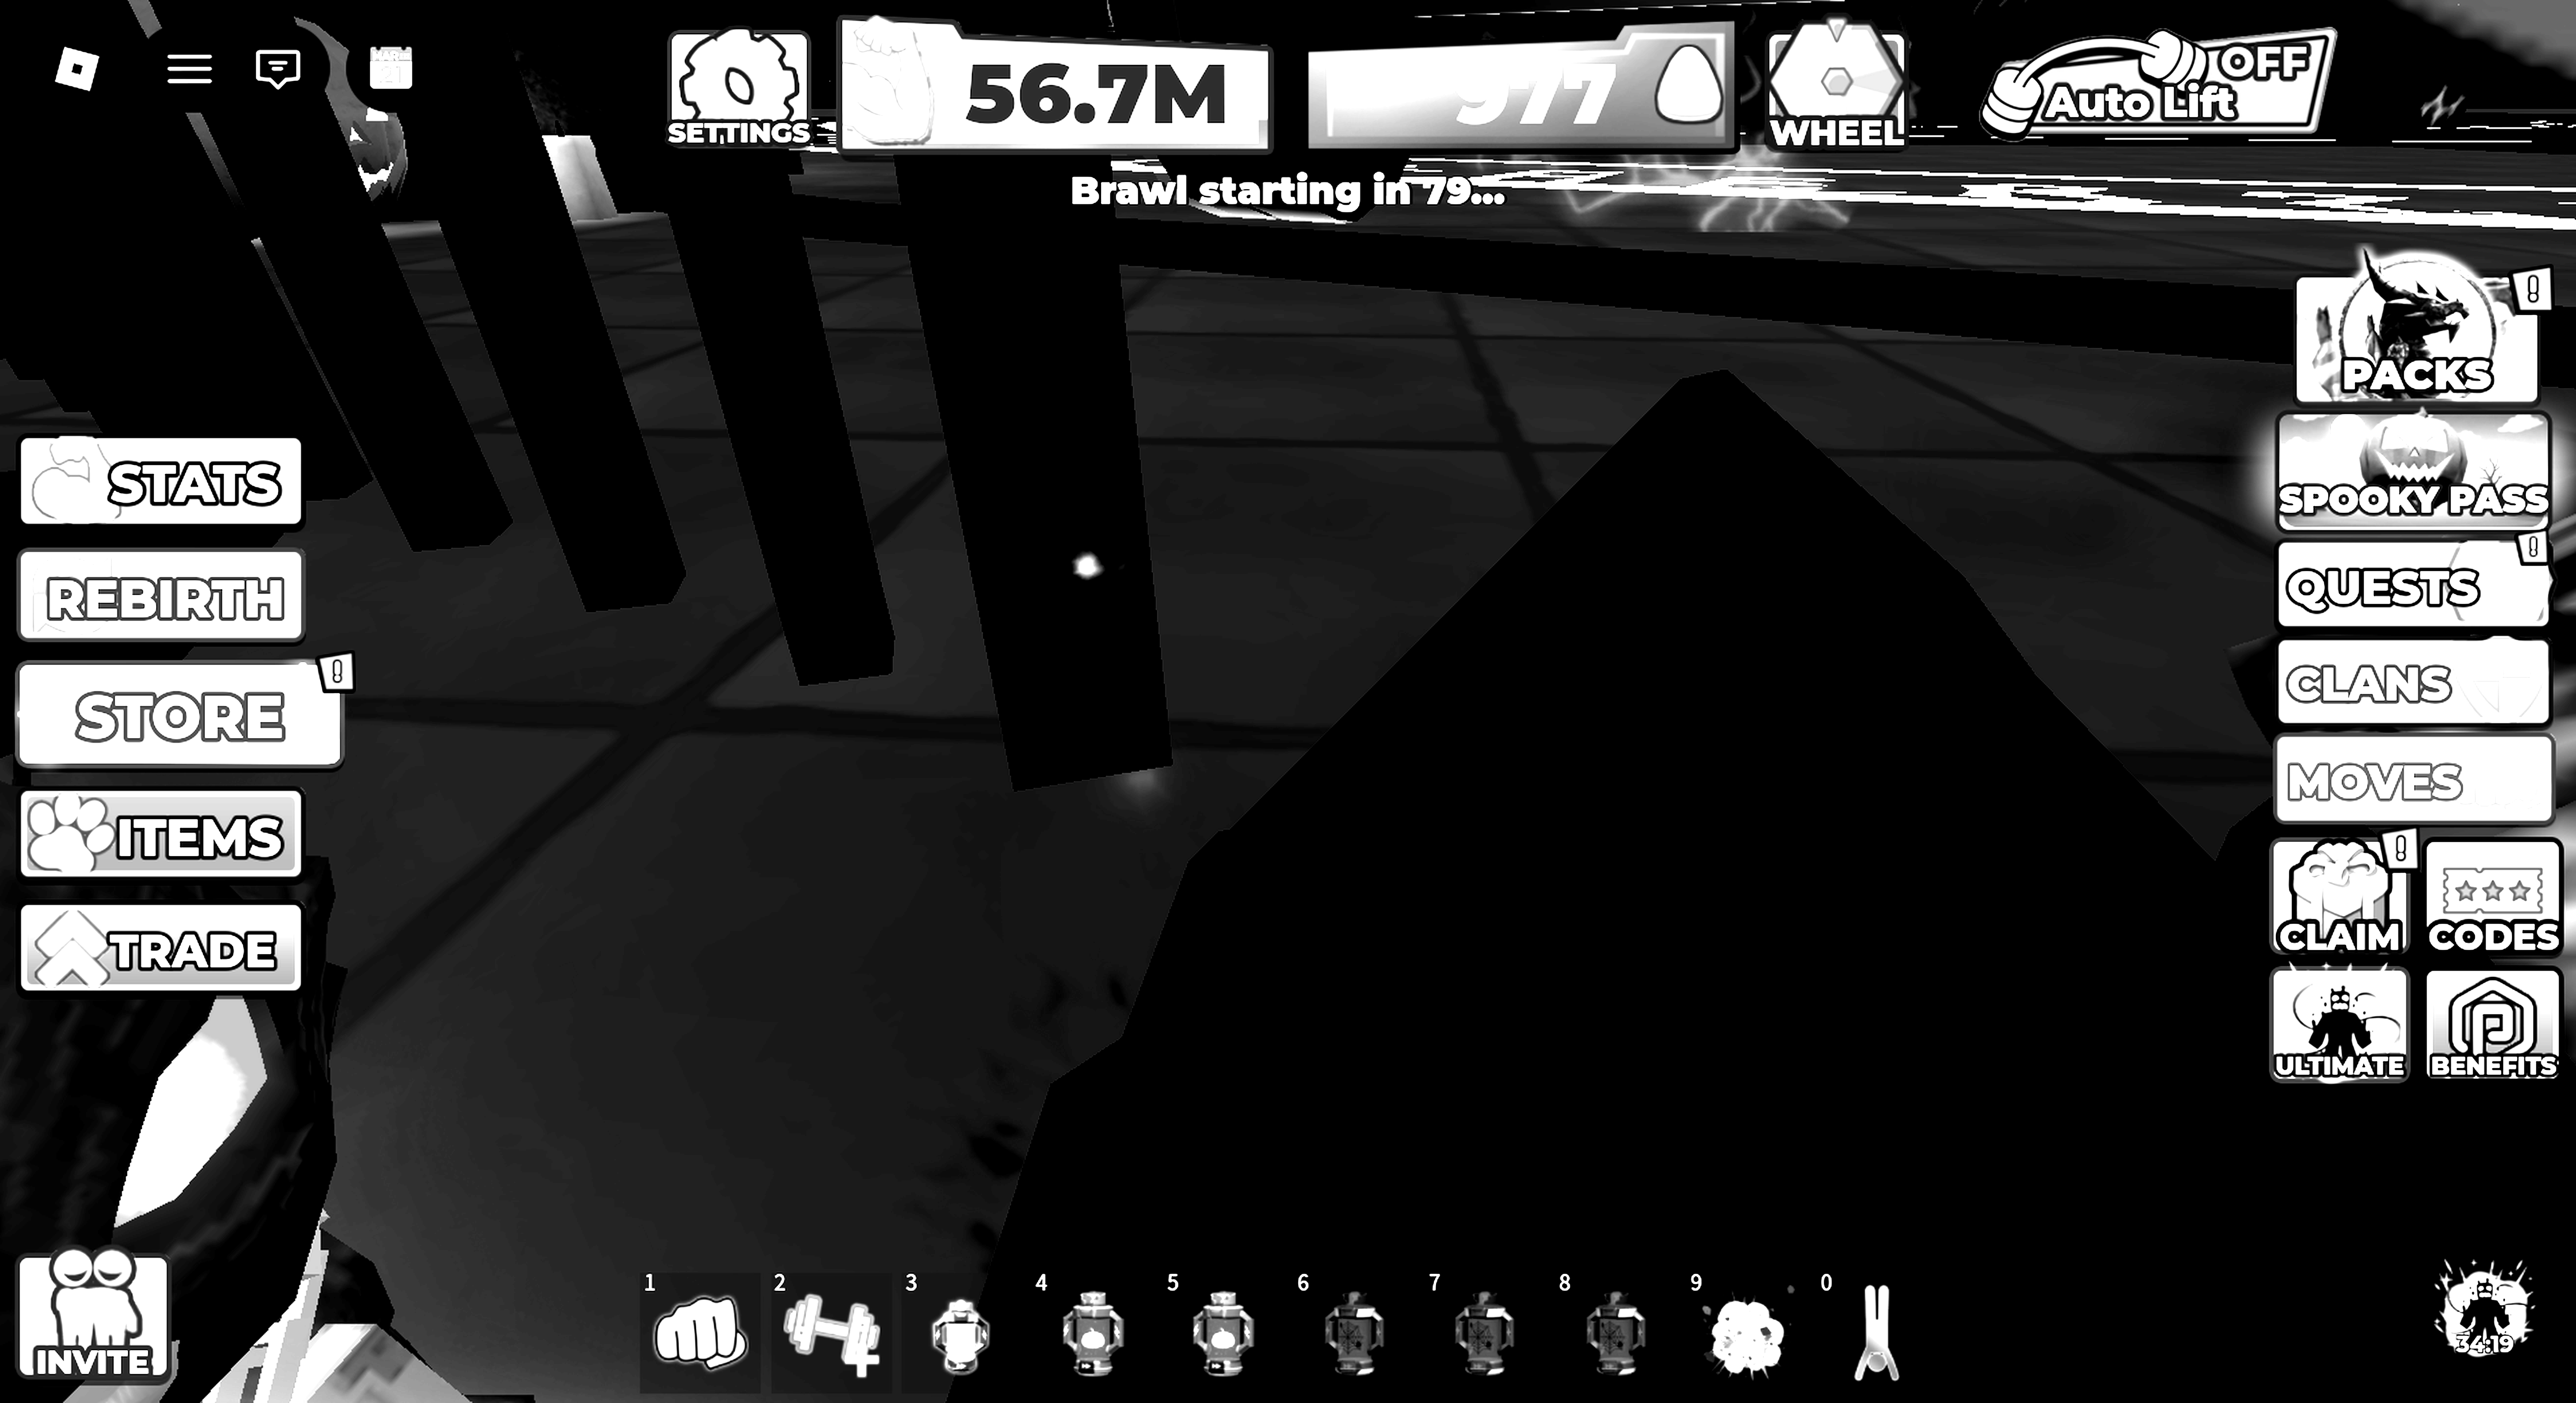 SETTINGS
56.7M
977
WHEEL
OFF
Auto Lift
Brawl starting in 79...
PACKS
SPOOKY PASS
STATS
REBIRTH
STORE
ITEMS
TRADE
QUESTS
CLANS
MOVES
CLAIM
CODES
ULTIMATE
BENEFITS
INVITE
1
2
3
4
5
6
7
8
9
0
34:19